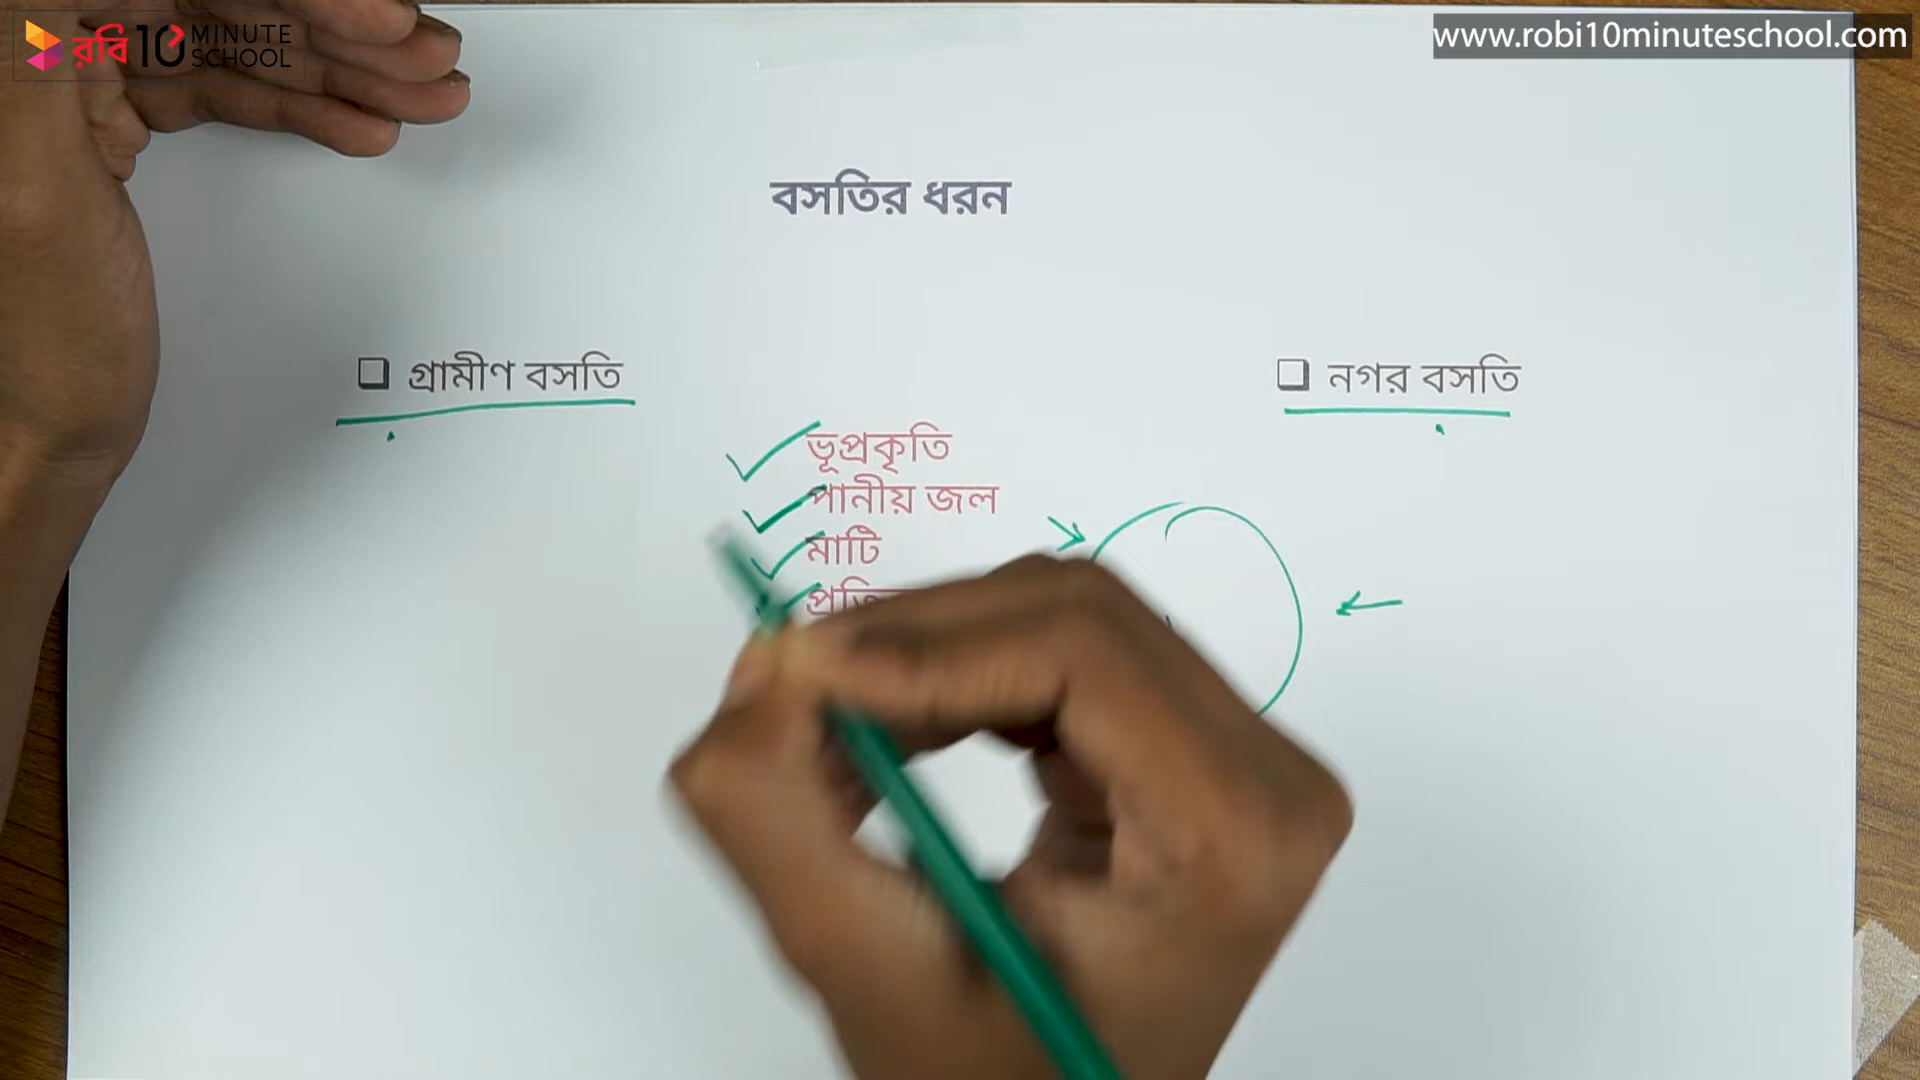 রবি 10 MINUTE SCHOOL
www.robi10minuteschool.com
বসতির ধরন
❑ গ্রামীণ বসতি
❑ নগর বসতি
ভূপ্রকৃতি
পানীয় জল
মাটি